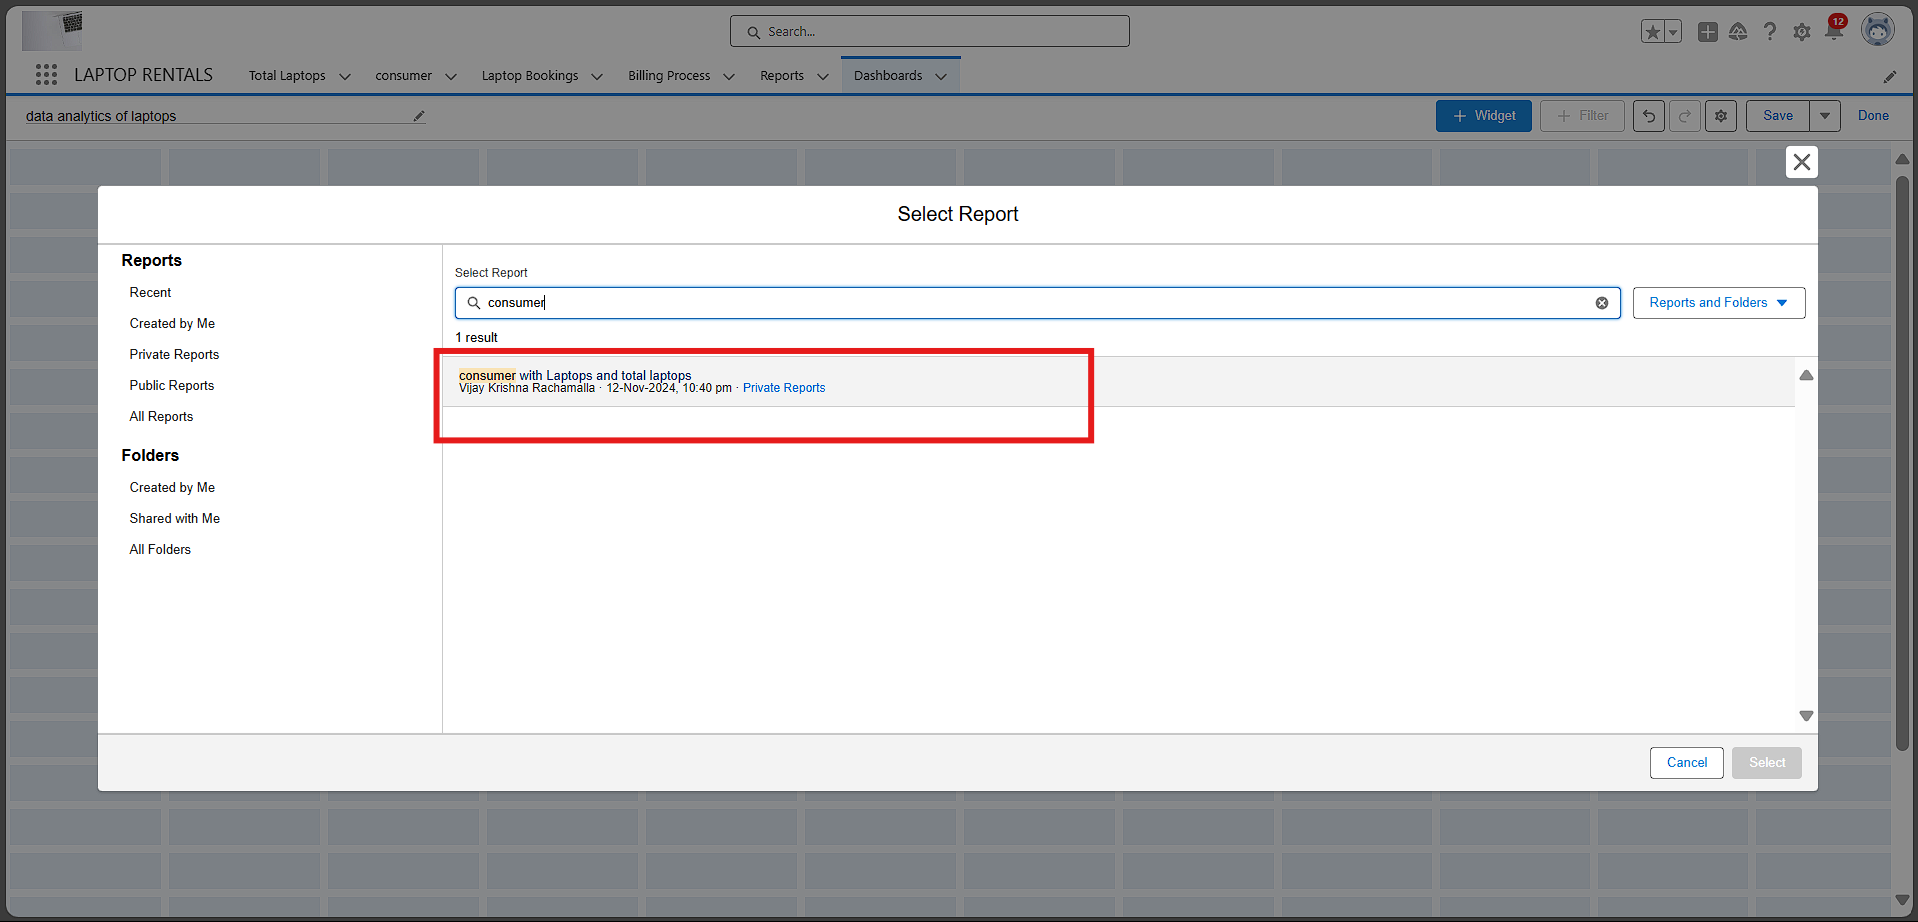 Search...
12
LAPTOP RENTALS Total Laptops consumer Laptop Bookings Billing Process Reports Dashboards
data analytics of laptops
Widget Filter Save Done
Select Report
Reports
Recent
Created by Me
Private Reports
Public Reports
All Reports
Folders
Created by Me
Shared with Me
All Folders
Select Report
consumer Reports and Folders
1 result
consumer with Laptops and total laptops
Vijay Krishna Rachamalla · 12-Nov-2024, 10:40 pm · Private Reports
Cancel Select